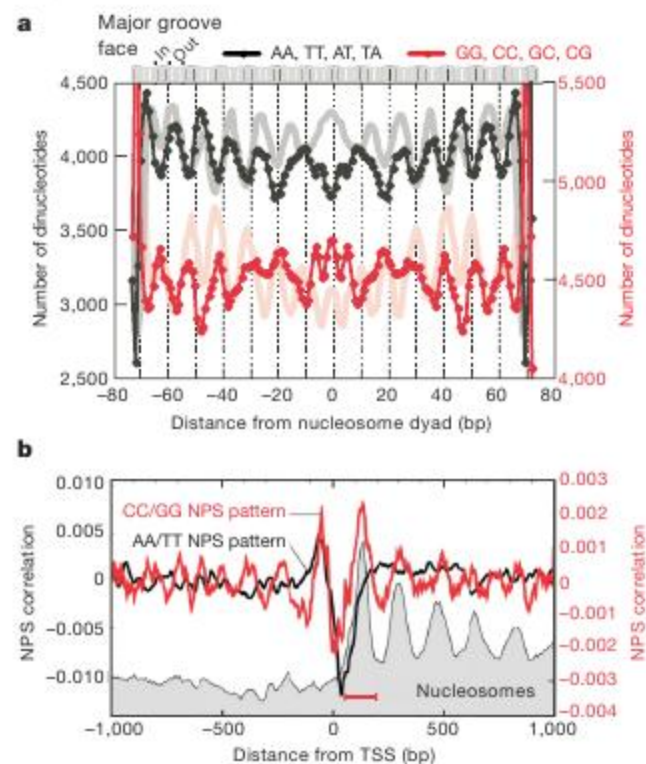 a
Major groove
face
In
Out
AA, TT, AT, TA
GG, CC, GC, CG
4,500
4,000
3,500
3,000
2,500
Number of dinucleotides
5,500
5,000
4,500
4,000
Number of dinucleotides
−80 −60 −40 −20 0 20 40 60 80
Distance from nucleosome dyad (bp)
b
0.010
0.005
0
−0.005
−0.010
NPS correlation
CC/GG NPS pattern
AA/TT NPS pattern
Nucleosomes
0.003
0.002
0.001
0
−0.001
−0.002
−0.003
−0.004
NPS correlation
−1,000 −500 0 500 1,000
Distance from TSS (bp)